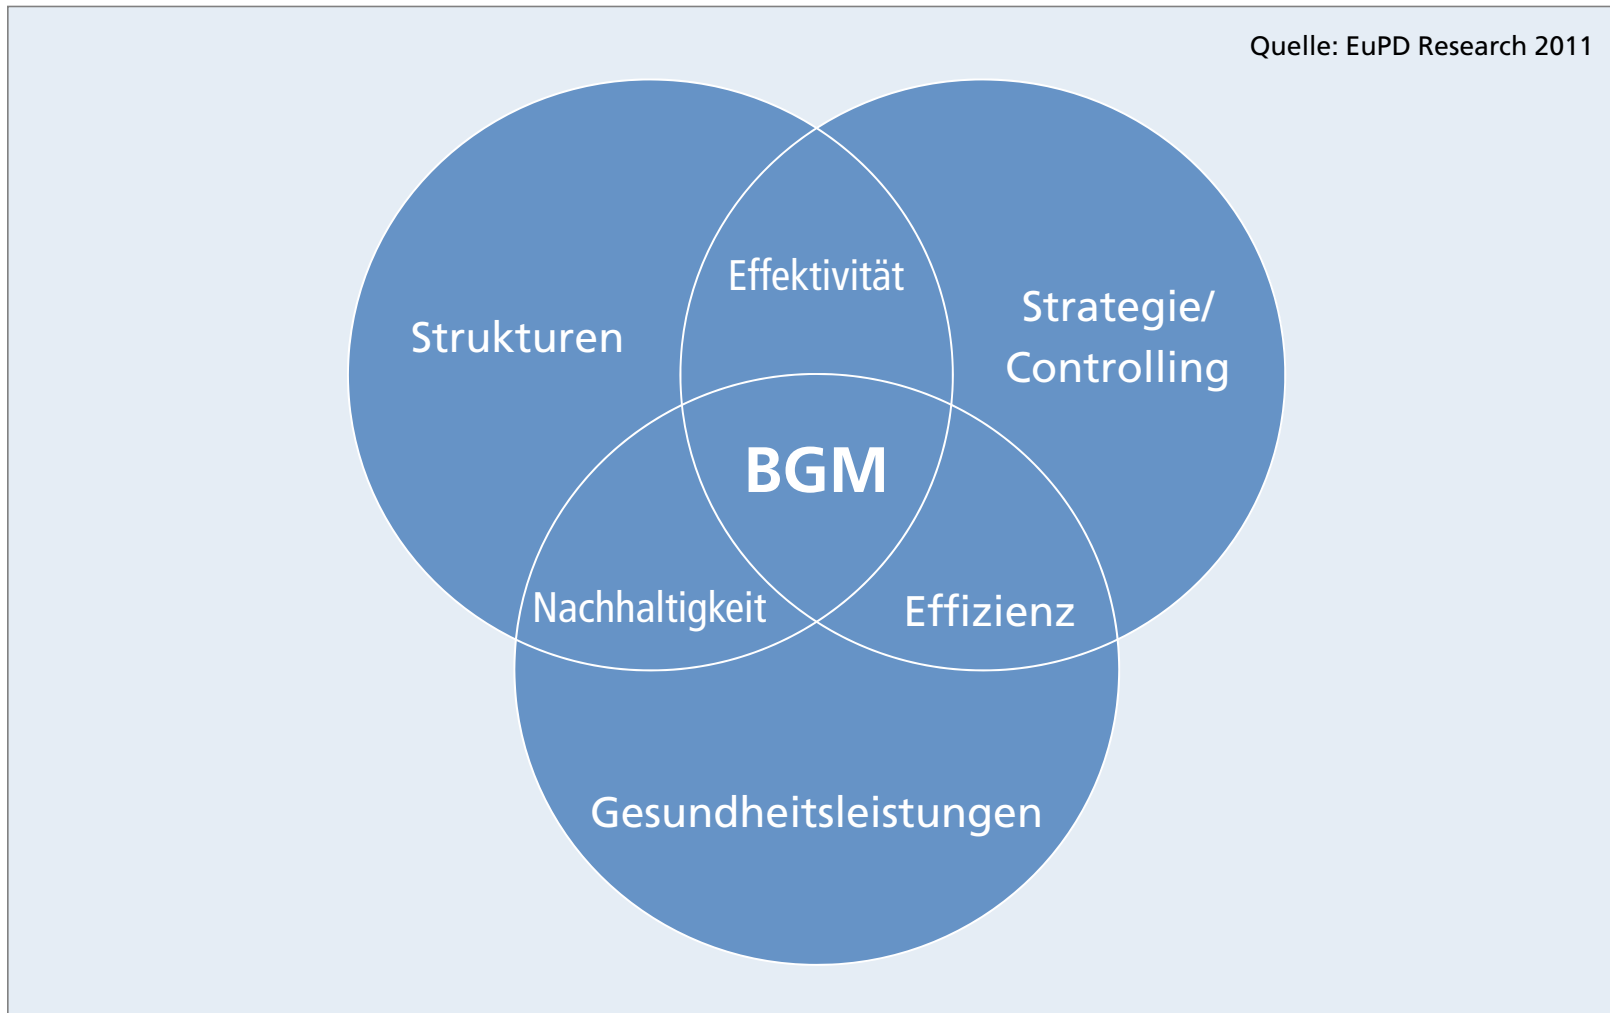 Quelle: EuPD Research 2011
Effektivität
Strukturen
Strategie/
Controlling
BGM
Nachhaltigkeit
Effizienz
Gesundheitsleistungen